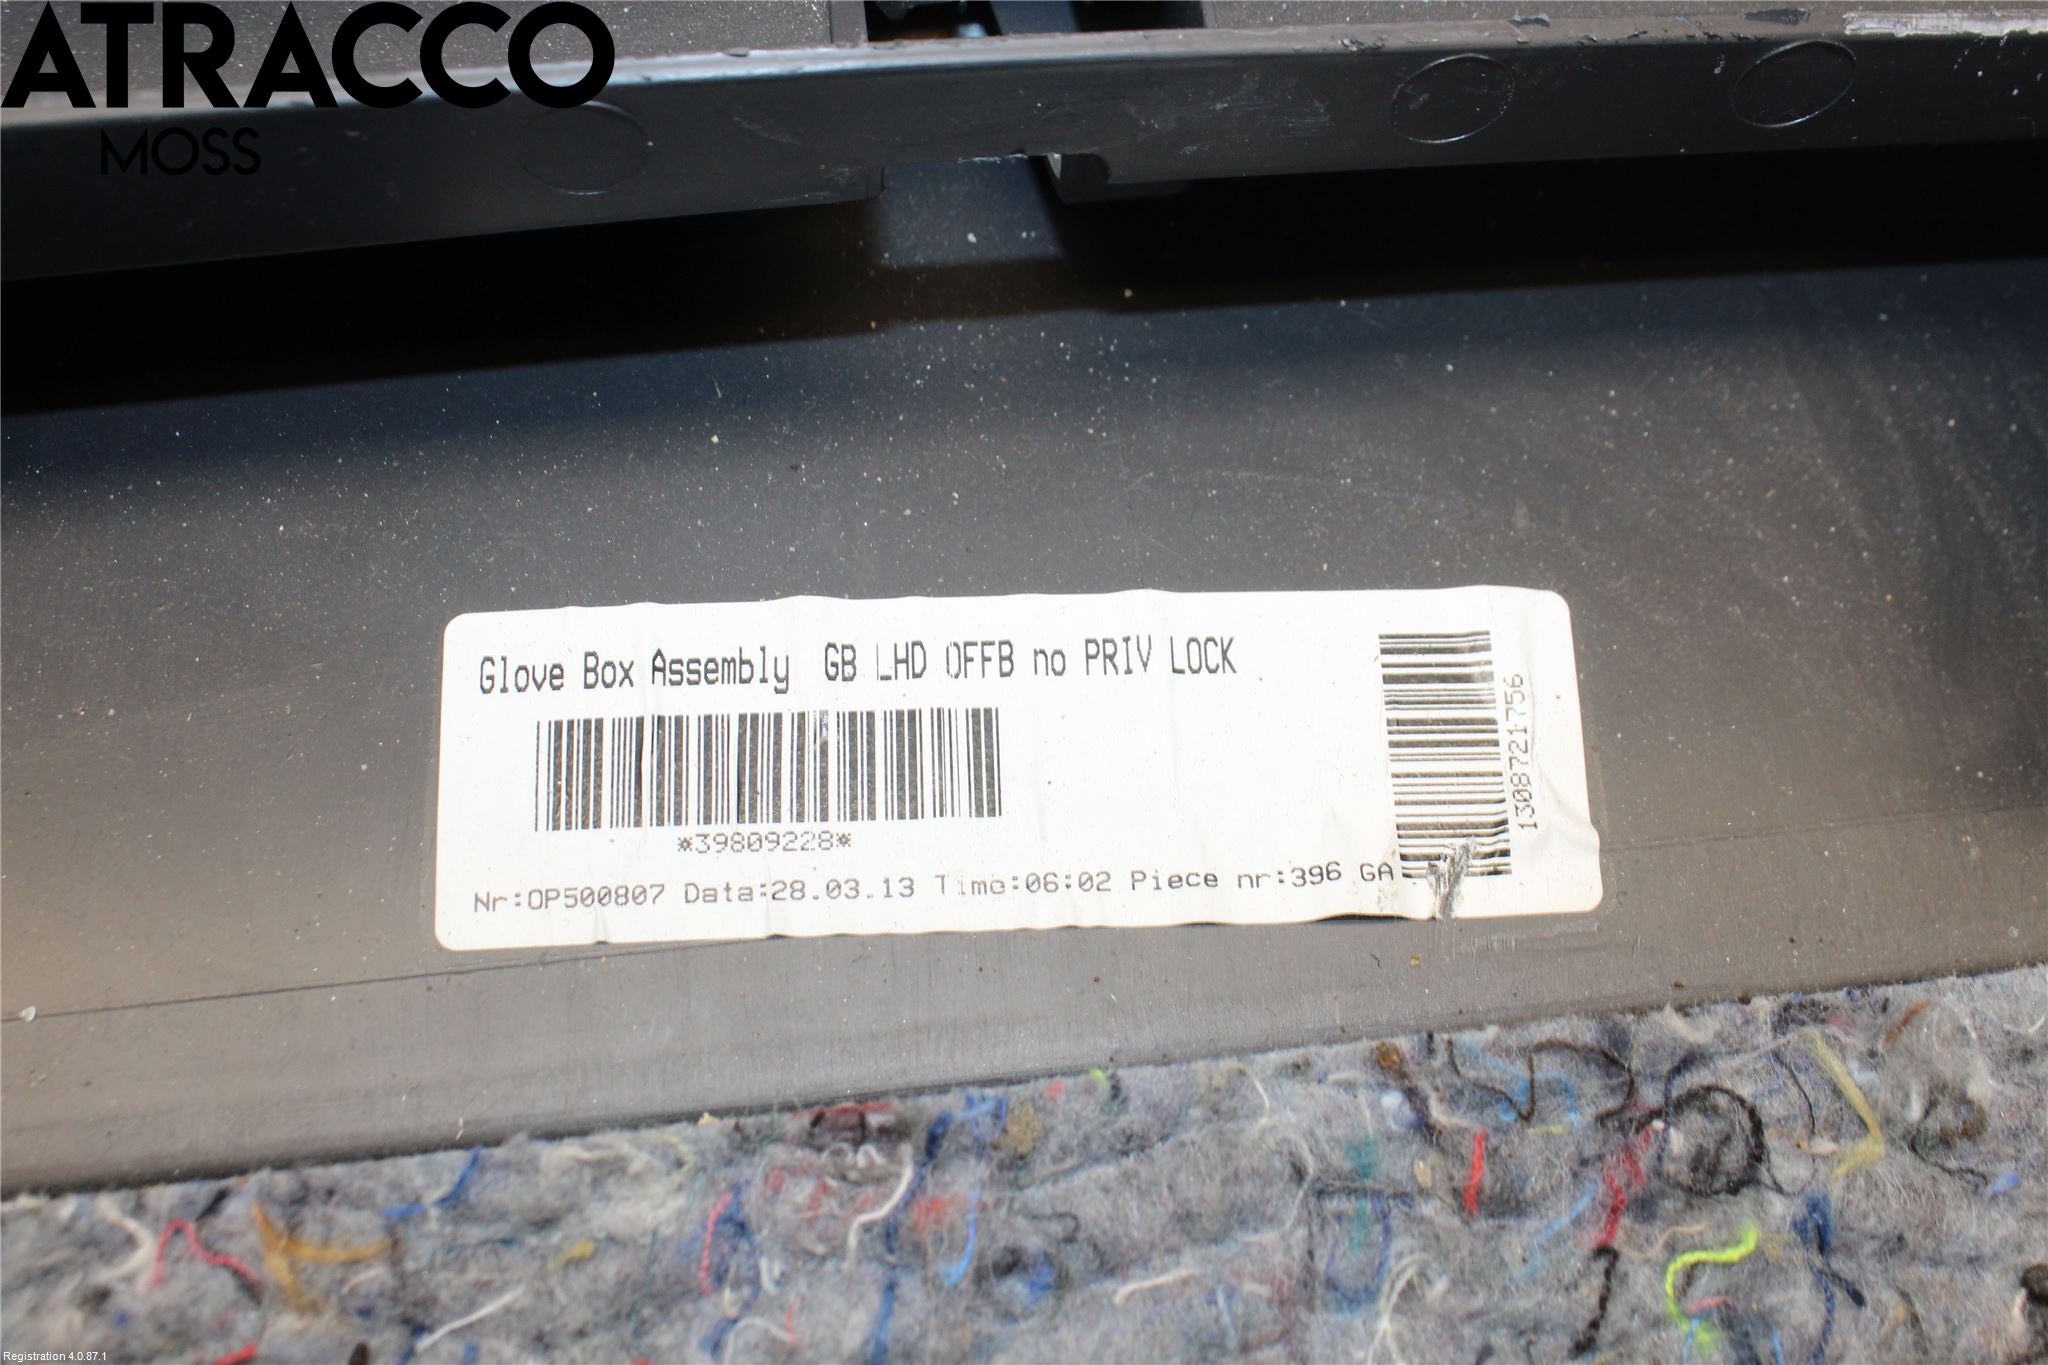 ATRACCO
MOSS
Glove Box Assembly GB LHD OFFB no PRIV LOCK
*39809228*
1308721756
Nr:OP500807 Data:28.03.13 Time:06:02 Piece nr:396 GA
Registration 4.0.87.1